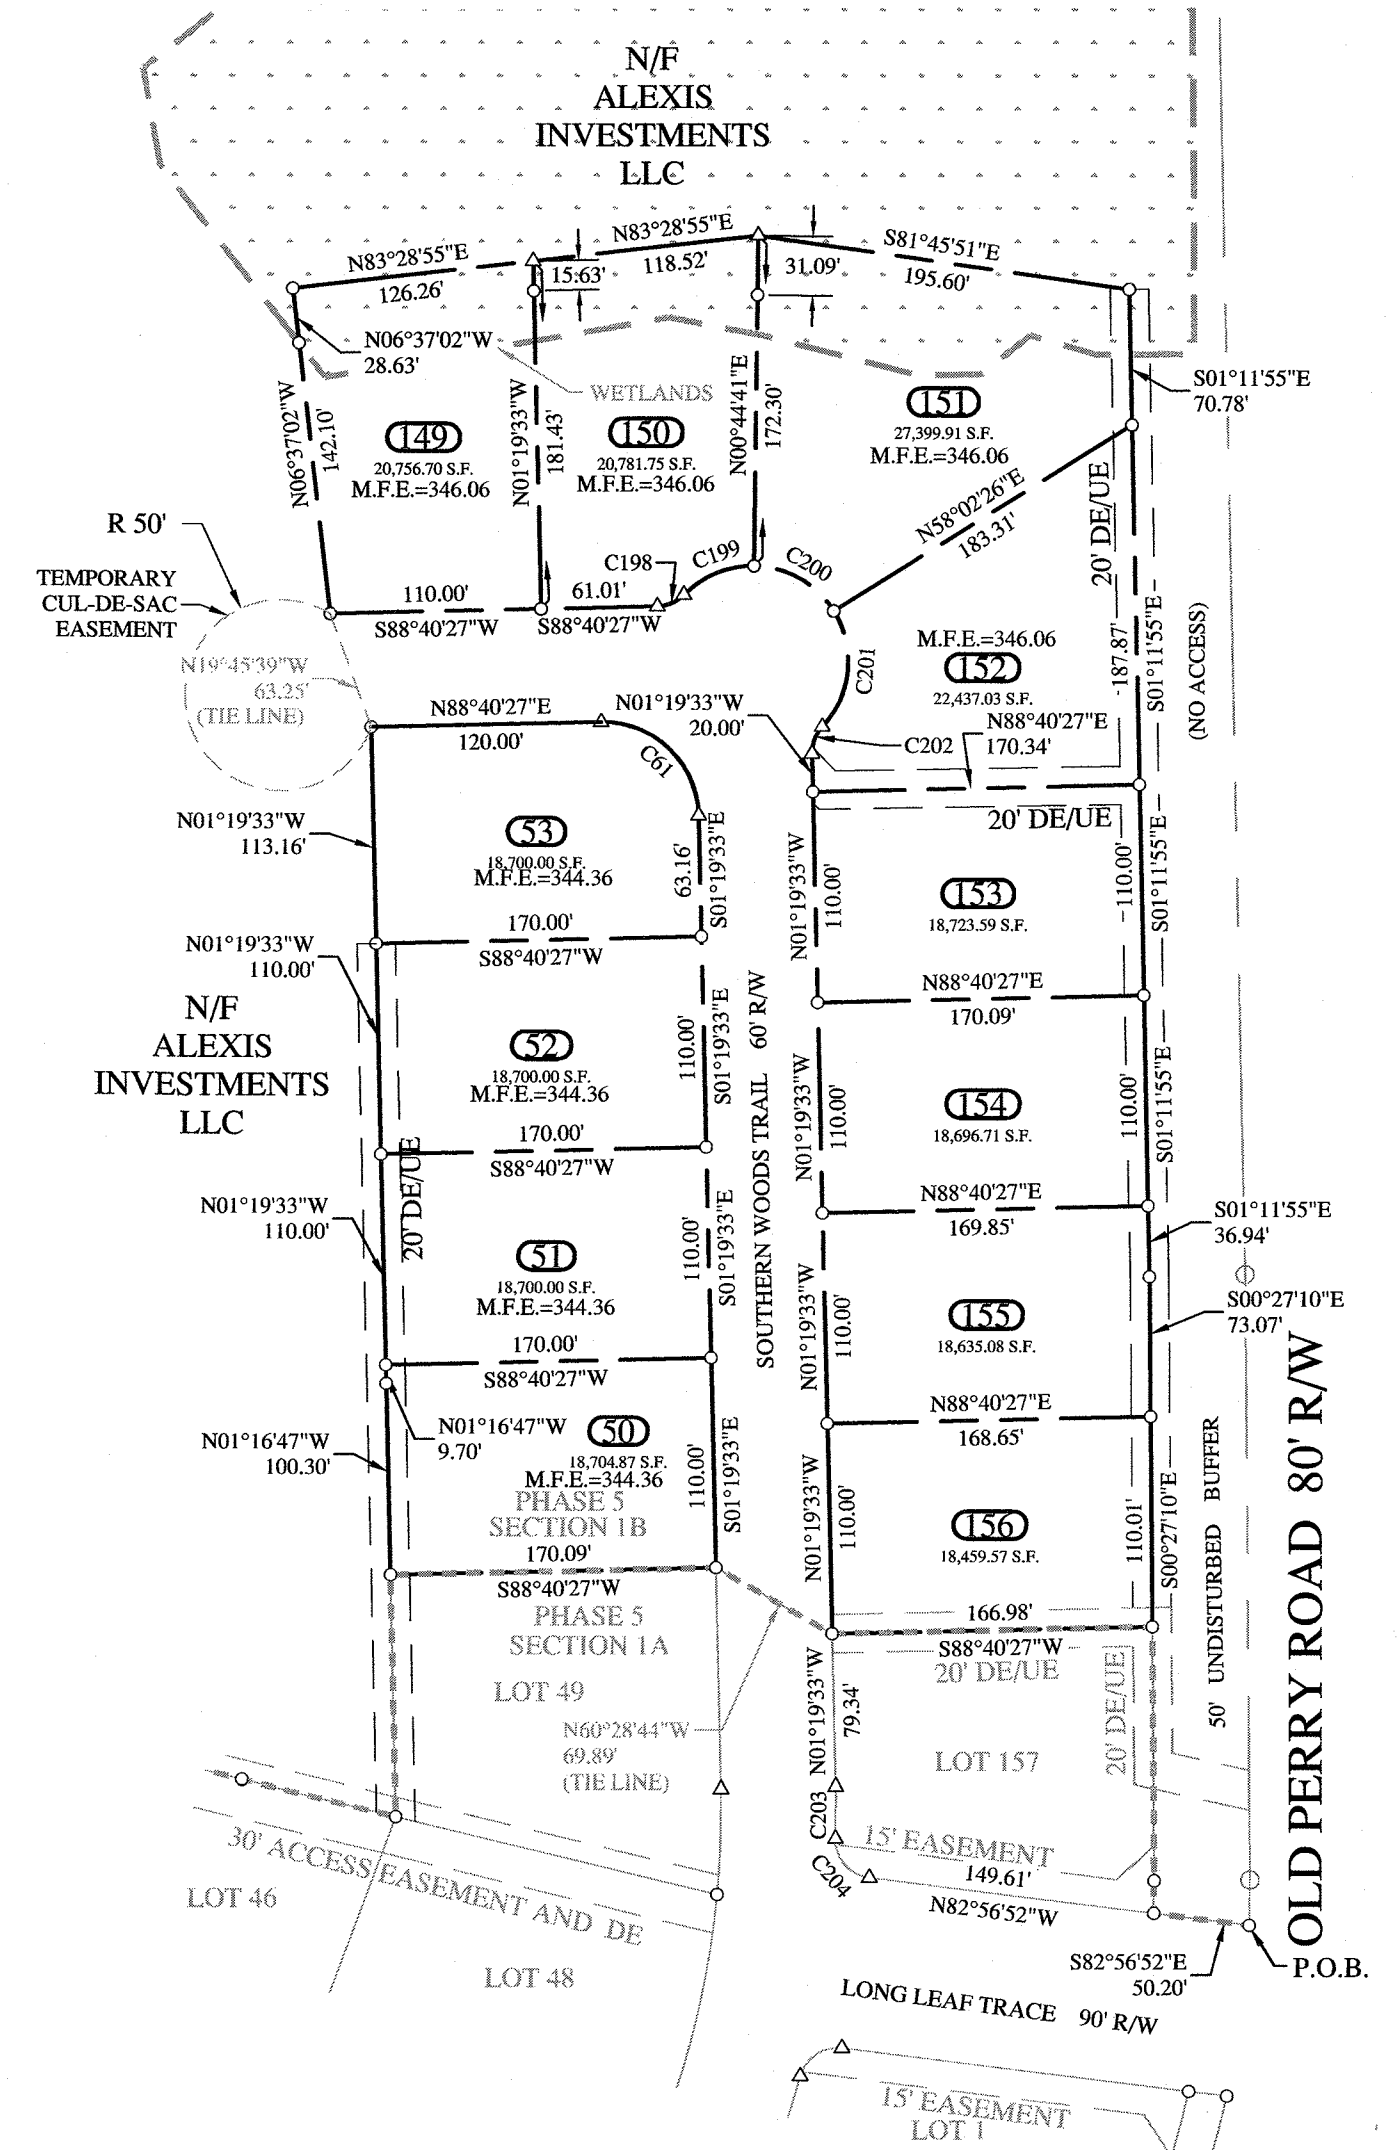 N/F
ALEXIS
INVESTMENTS
LLC
N83°28'55"E
126.26'
N83°28'55"E
118.52'
15.63'
31.09'
S81°45'51"E
195.60'
N06°37'02"W
28.63'
WETLANDS
S01°11'55"E
70.78'
N06°37'02"W
142.10'
149
20,756.70 S.F.
M.F.E.=346.06
N01°19'33"W
181.43'
150
20,781.75 S.F.
M.F.E.=346.06
N00°44'41"E
172.30'
151
27,399.91 S.F.
M.F.E.=346.06
N58°02'26"E
183.31'
20' DE/UE
R 50'
TEMPORARY
CUL-DE-SAC
EASEMENT
110.00'
S88°40'27"W
61.01'
S88°40'27"W
C198
C199
C200
C201
N19°45'39"W
63.25'
(TIE LINE)
M.F.E.=346.06
152
22,437.03 S.F.
187.87'
S01°11'55"E
(NO ACCESS)
N88°40'27"E
120.00'
C61
N01°19'33"W
20.00'
C202
N88°40'27"E
170.34'
20' DE/UE
N01°19'33"W
113.16'
53
18,700.00 S.F.
M.F.E.=344.36
63.16'
S01°19'33"E
170.00'
S88°40'27"W
N01°19'33"W
110.00'
153
18,723.59 S.F.
110.00'
S01°11'55"E
N88°40'27"E
170.09'
N01°19'33"W
110.00'
N/F
ALEXIS
INVESTMENTS
LLC
52
18,700.00 S.F.
M.F.E.=344.36
110.00'
S01°19'33"E
170.00'
S88°40'27"W
SOUTHERN WOODS TRAIL 60' R/W
N01°19'33"W
110.00'
154
18,696.71 S.F.
110.00'
S01°11'55"E
N88°40'27"E
169.85'
20' DE/UE
N01°19'33"W
110.00'
51
18,700.00 S.F.
M.F.E.=344.36
110.00'
S01°19'33"E
170.00'
S88°40'27"W
N01°19'33"W
110.00'
155
18,635.08 S.F.
S01°11'55"E
36.94'
S00°27'10"E
73.07'
N88°40'27"E
168.65'
N01°16'47"W
100.30'
N01°16'47"W
9.70'
50
18,704.87 S.F.
M.F.E.=344.36
PHASE 5
SECTION 1B
110.00'
S01°19'33"E
170.09'
S88°40'27"W
N01°19'33"W
110.00'
156
18,459.57 S.F.
110.01'
S00°27'10"E
166.98'
S88°40'27"W
20' DE/UE
50' UNDISTURBED BUFFER
OLD PERRY ROAD 80' R/W
PHASE 5
SECTION 1A
LOT 49
N60°28'44"W
69.89'
(TIE LINE)
N01°19'33"W
79.34'
LOT 157
20' DE/UE
C203
C204
15' EASEMENT
149.61'
N82°56'52"W
30' ACCESS EASEMENT AND DE
LOT 46
LOT 48
S82°56'52"E
50.20'
P.O.B.
LONG LEAF TRACE 90' R/W
15' EASEMENT
LOT 1